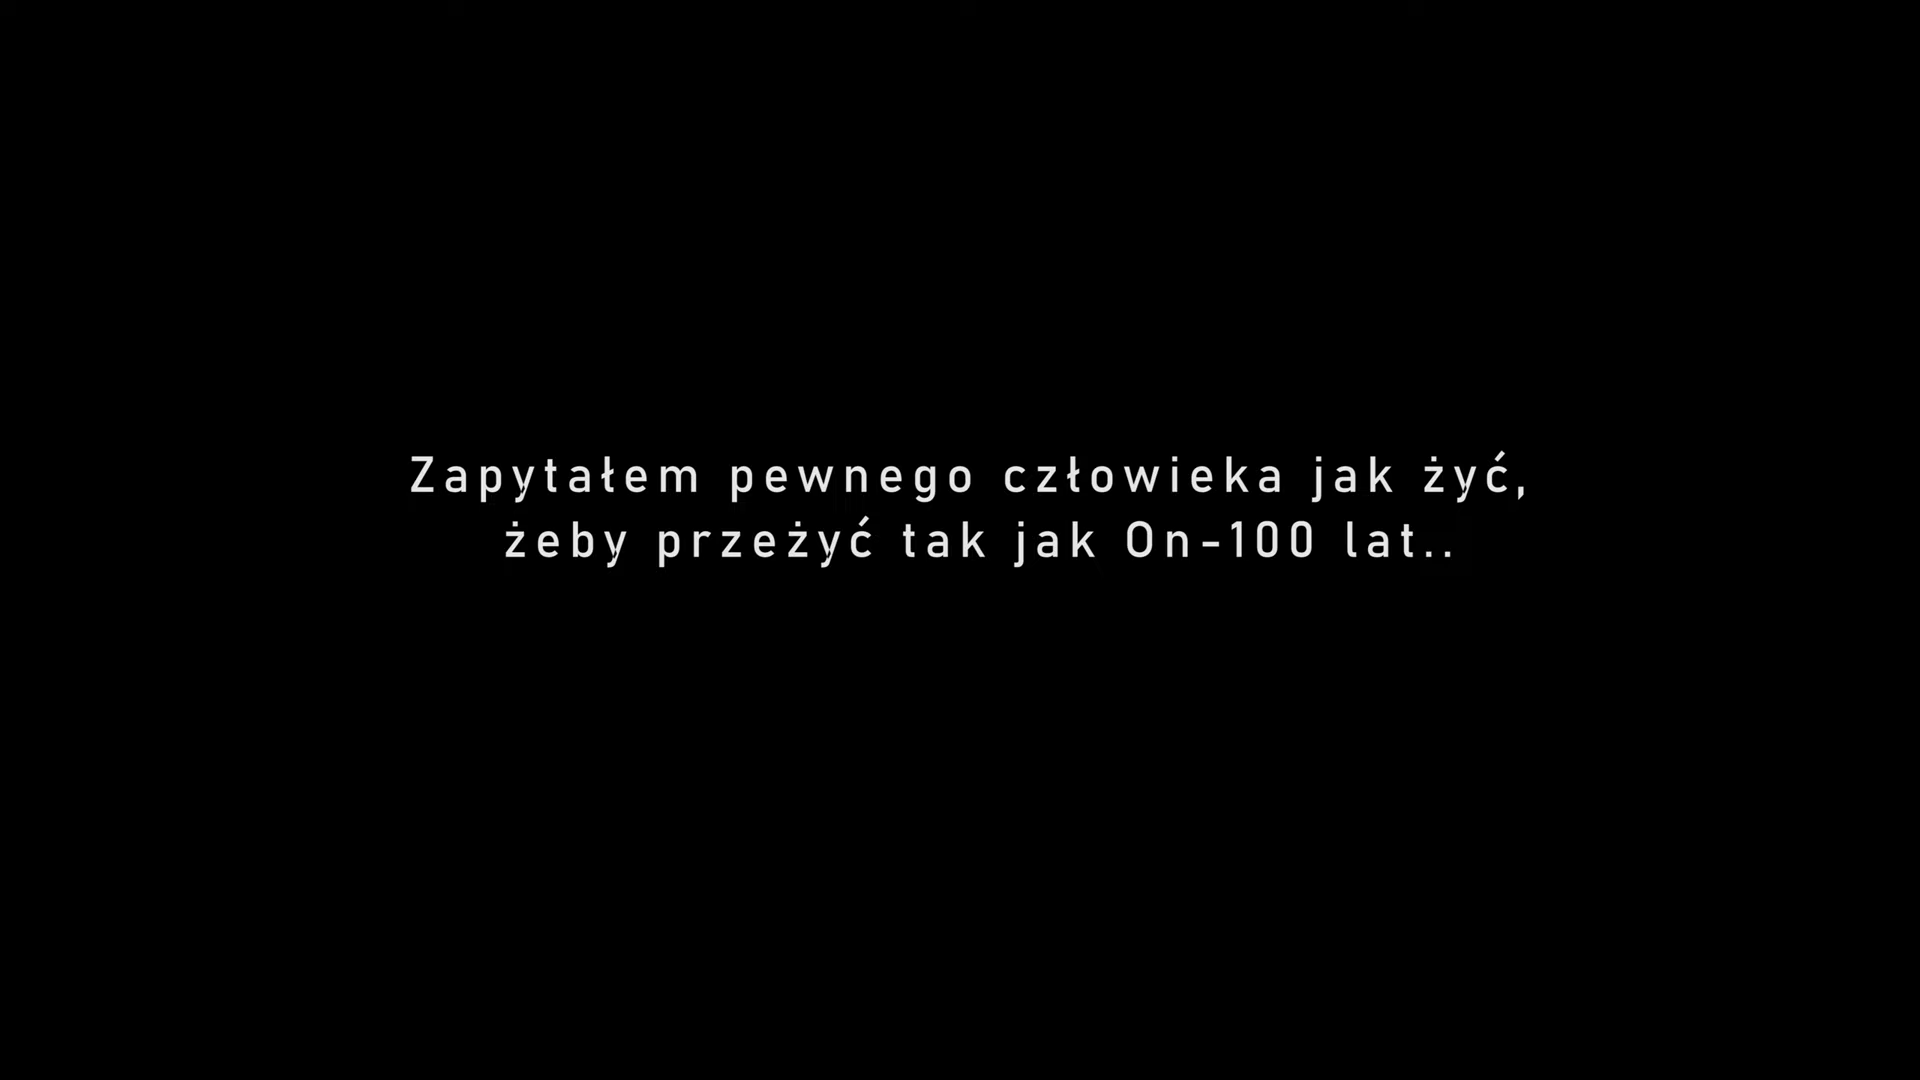 Zapytałem pewnego człowieka jak żyć,
żeby przeżyć tak jak On-100 lat..